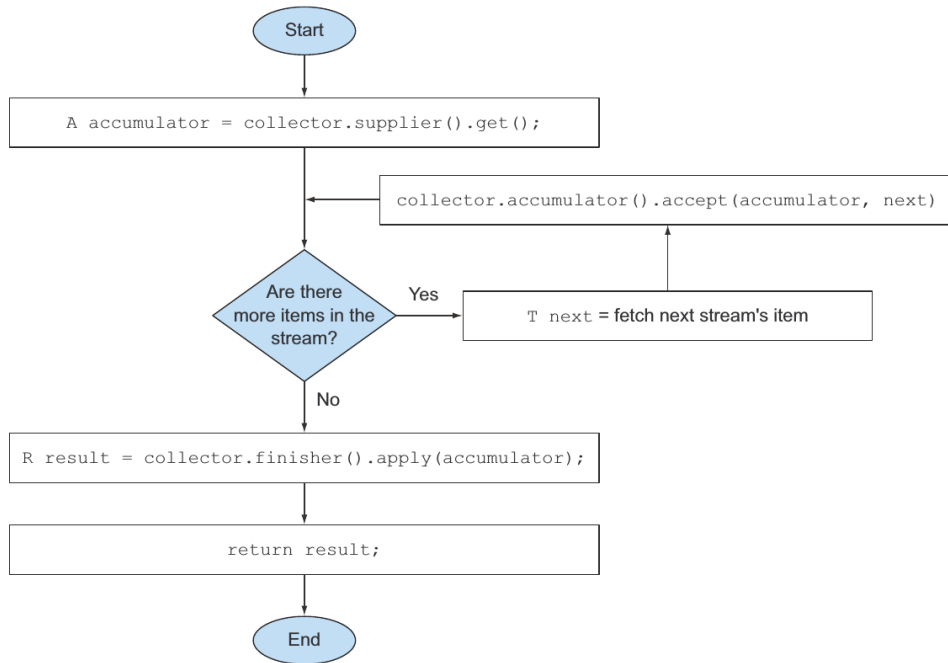 Start
A accumulator = collector.supplier().get();
collector.accumulator().accept(accumulator, next)
Are there
more items in the
stream?
Yes
T next = fetch next stream's item
No
R result = collector.finisher().apply(accumulator);
return result;
End